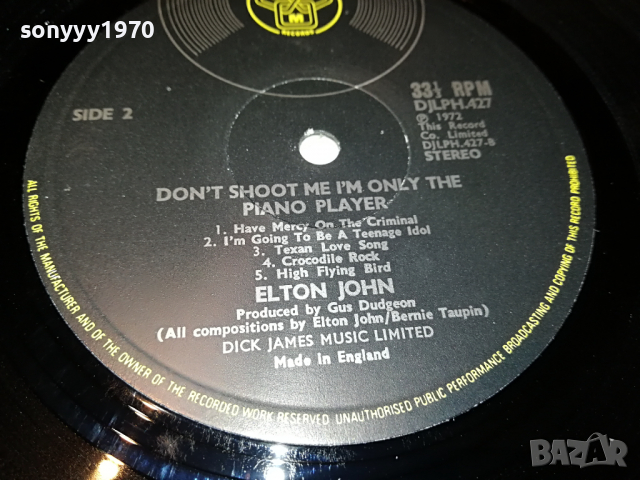 sonyyy1970
M
RECORDS
SIDE 2
33⅓ RPM
DJLPH.427
℗ 1972
This Record
Co. Limited
DJLPH.427-B
STEREO
DON'T SHOOT ME I'M ONLY THE
PIANO PLAYER
1. Have Mercy On The Criminal
2. I'm Going To Be A Teenage Idol
3. Texan Love Song
4. Crocodile Rock
5. High Flying Bird
ELTON JOHN
Produced by Gus Dudgeon
(All compositions by Elton John/Bernie Taupin)
DICK JAMES MUSIC LIMITED
Made in England
ALL RIGHTS OF THE MANUFACTURER AND OF THE OWNER OF THE RECORDED WORK RESERVED UNAUTHORISED PUBLIC PERFORMANCE BROADCASTING AND COPYING OF THIS RECORD PROHIBITED
BAZAR